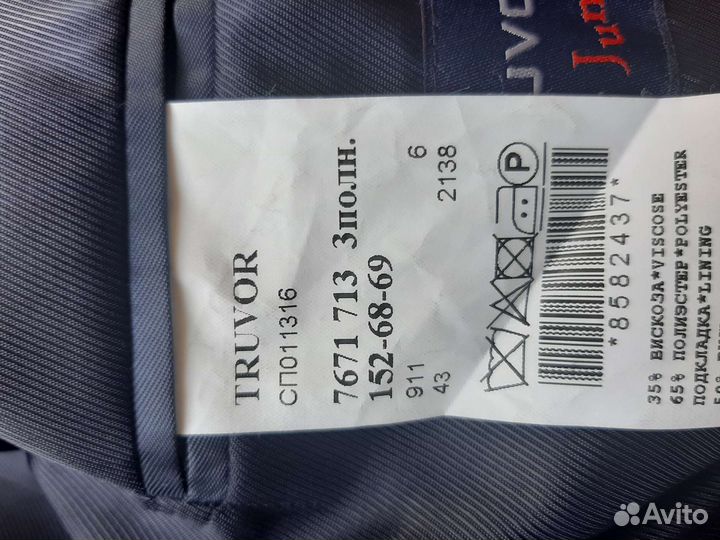 TRUVOR
СП011316
7671 713 3полн.
152-68-69
911 6
43 2138
P
*8582437*
35% ВИСКОЗА*VISCOSE
65% ПОЛИЭСТЕР*POLYESTER
ПОДКЛАДКА*LINING
Avito